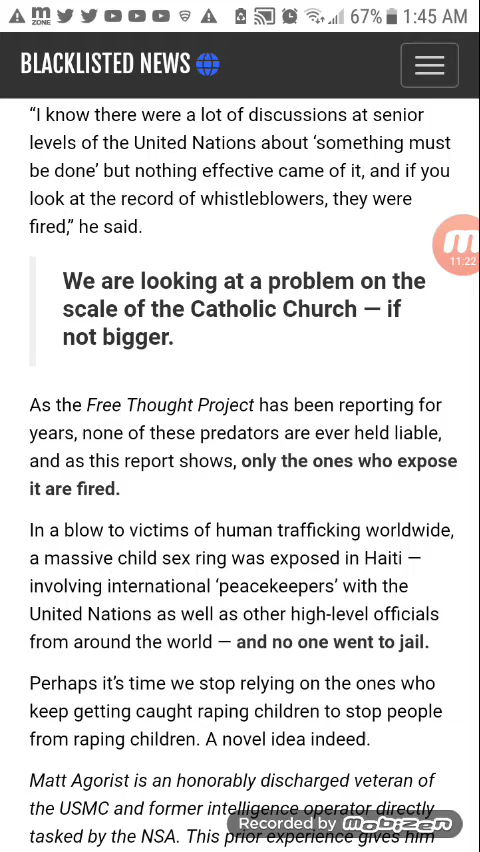 m
ZONE
67% 1:45 AM
BLACKLISTED NEWS
“I know there were a lot of discussions at senior
levels of the United Nations about ‘something must
be done’ but nothing effective came of it, and if you
look at the record of whistleblowers, they were
fired,” he said.
m
11:22
We are looking at a problem on the
scale of the Catholic Church — if
not bigger.
As the Free Thought Project has been reporting for
years, none of these predators are ever held liable,
and as this report shows, only the ones who expose
it are fired.
In a blow to victims of human trafficking worldwide,
a massive child sex ring was exposed in Haiti —
involving international ‘peacekeepers’ with the
United Nations as well as other high-level officials
from around the world — and no one went to jail.
Perhaps it’s time we stop relying on the ones who
keep getting caught raping children to stop people
from raping children. A novel idea indeed.
Matt Agorist is an honorably discharged veteran of
the USMC and former intelligence operator directly
tasked by the NSA. This prior experience gives him
Recorded by mobizen